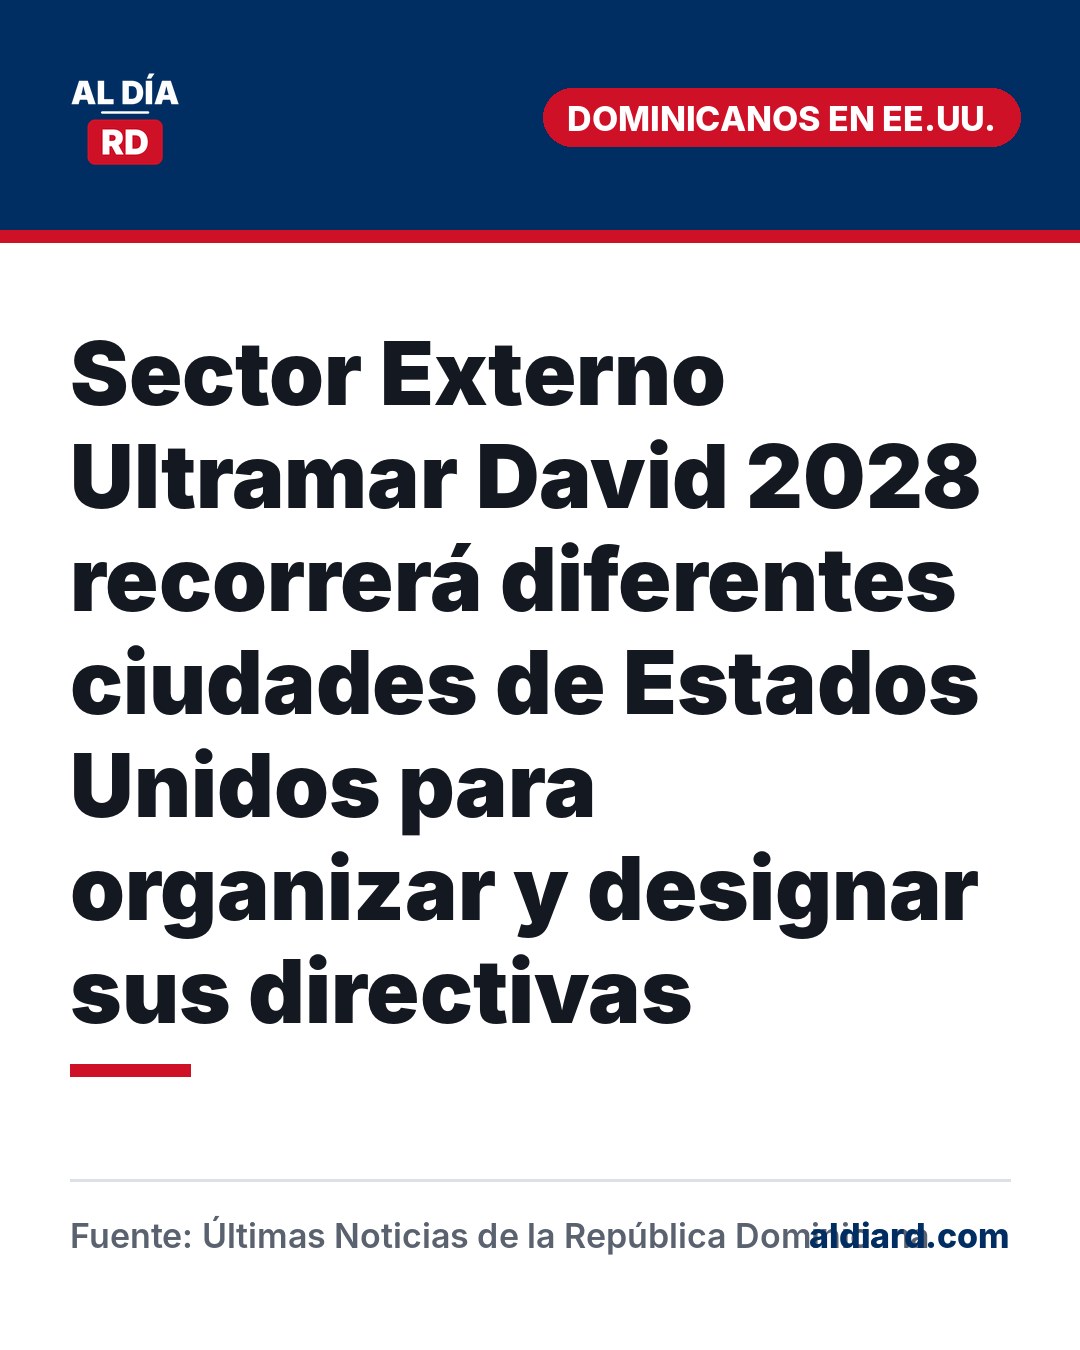 AL DÍA
RD
DOMINICANOS EN EE.UU.
Sector Externo
Ultramar David 2028
recorrerá diferentes
ciudades de Estados
Unidos para
organizar y designar
sus directivas
Fuente: Últimas Noticias de la República Dominicana
aldiard.com